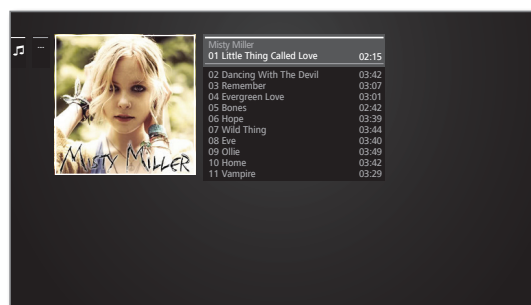 ...
MISTY MILLER
Misty Miller
01 Little Thing Called Love 02:15
02 Dancing With The Devil 03:42
03 Remember 03:07
04 Evergreen Love 03:01
05 Bones 02:42
06 Hope 03:39
07 Wild Thing 03:44
08 Eve 03:40
09 Ollie 03:49
10 Home 03:42
11 Vampire 03:29